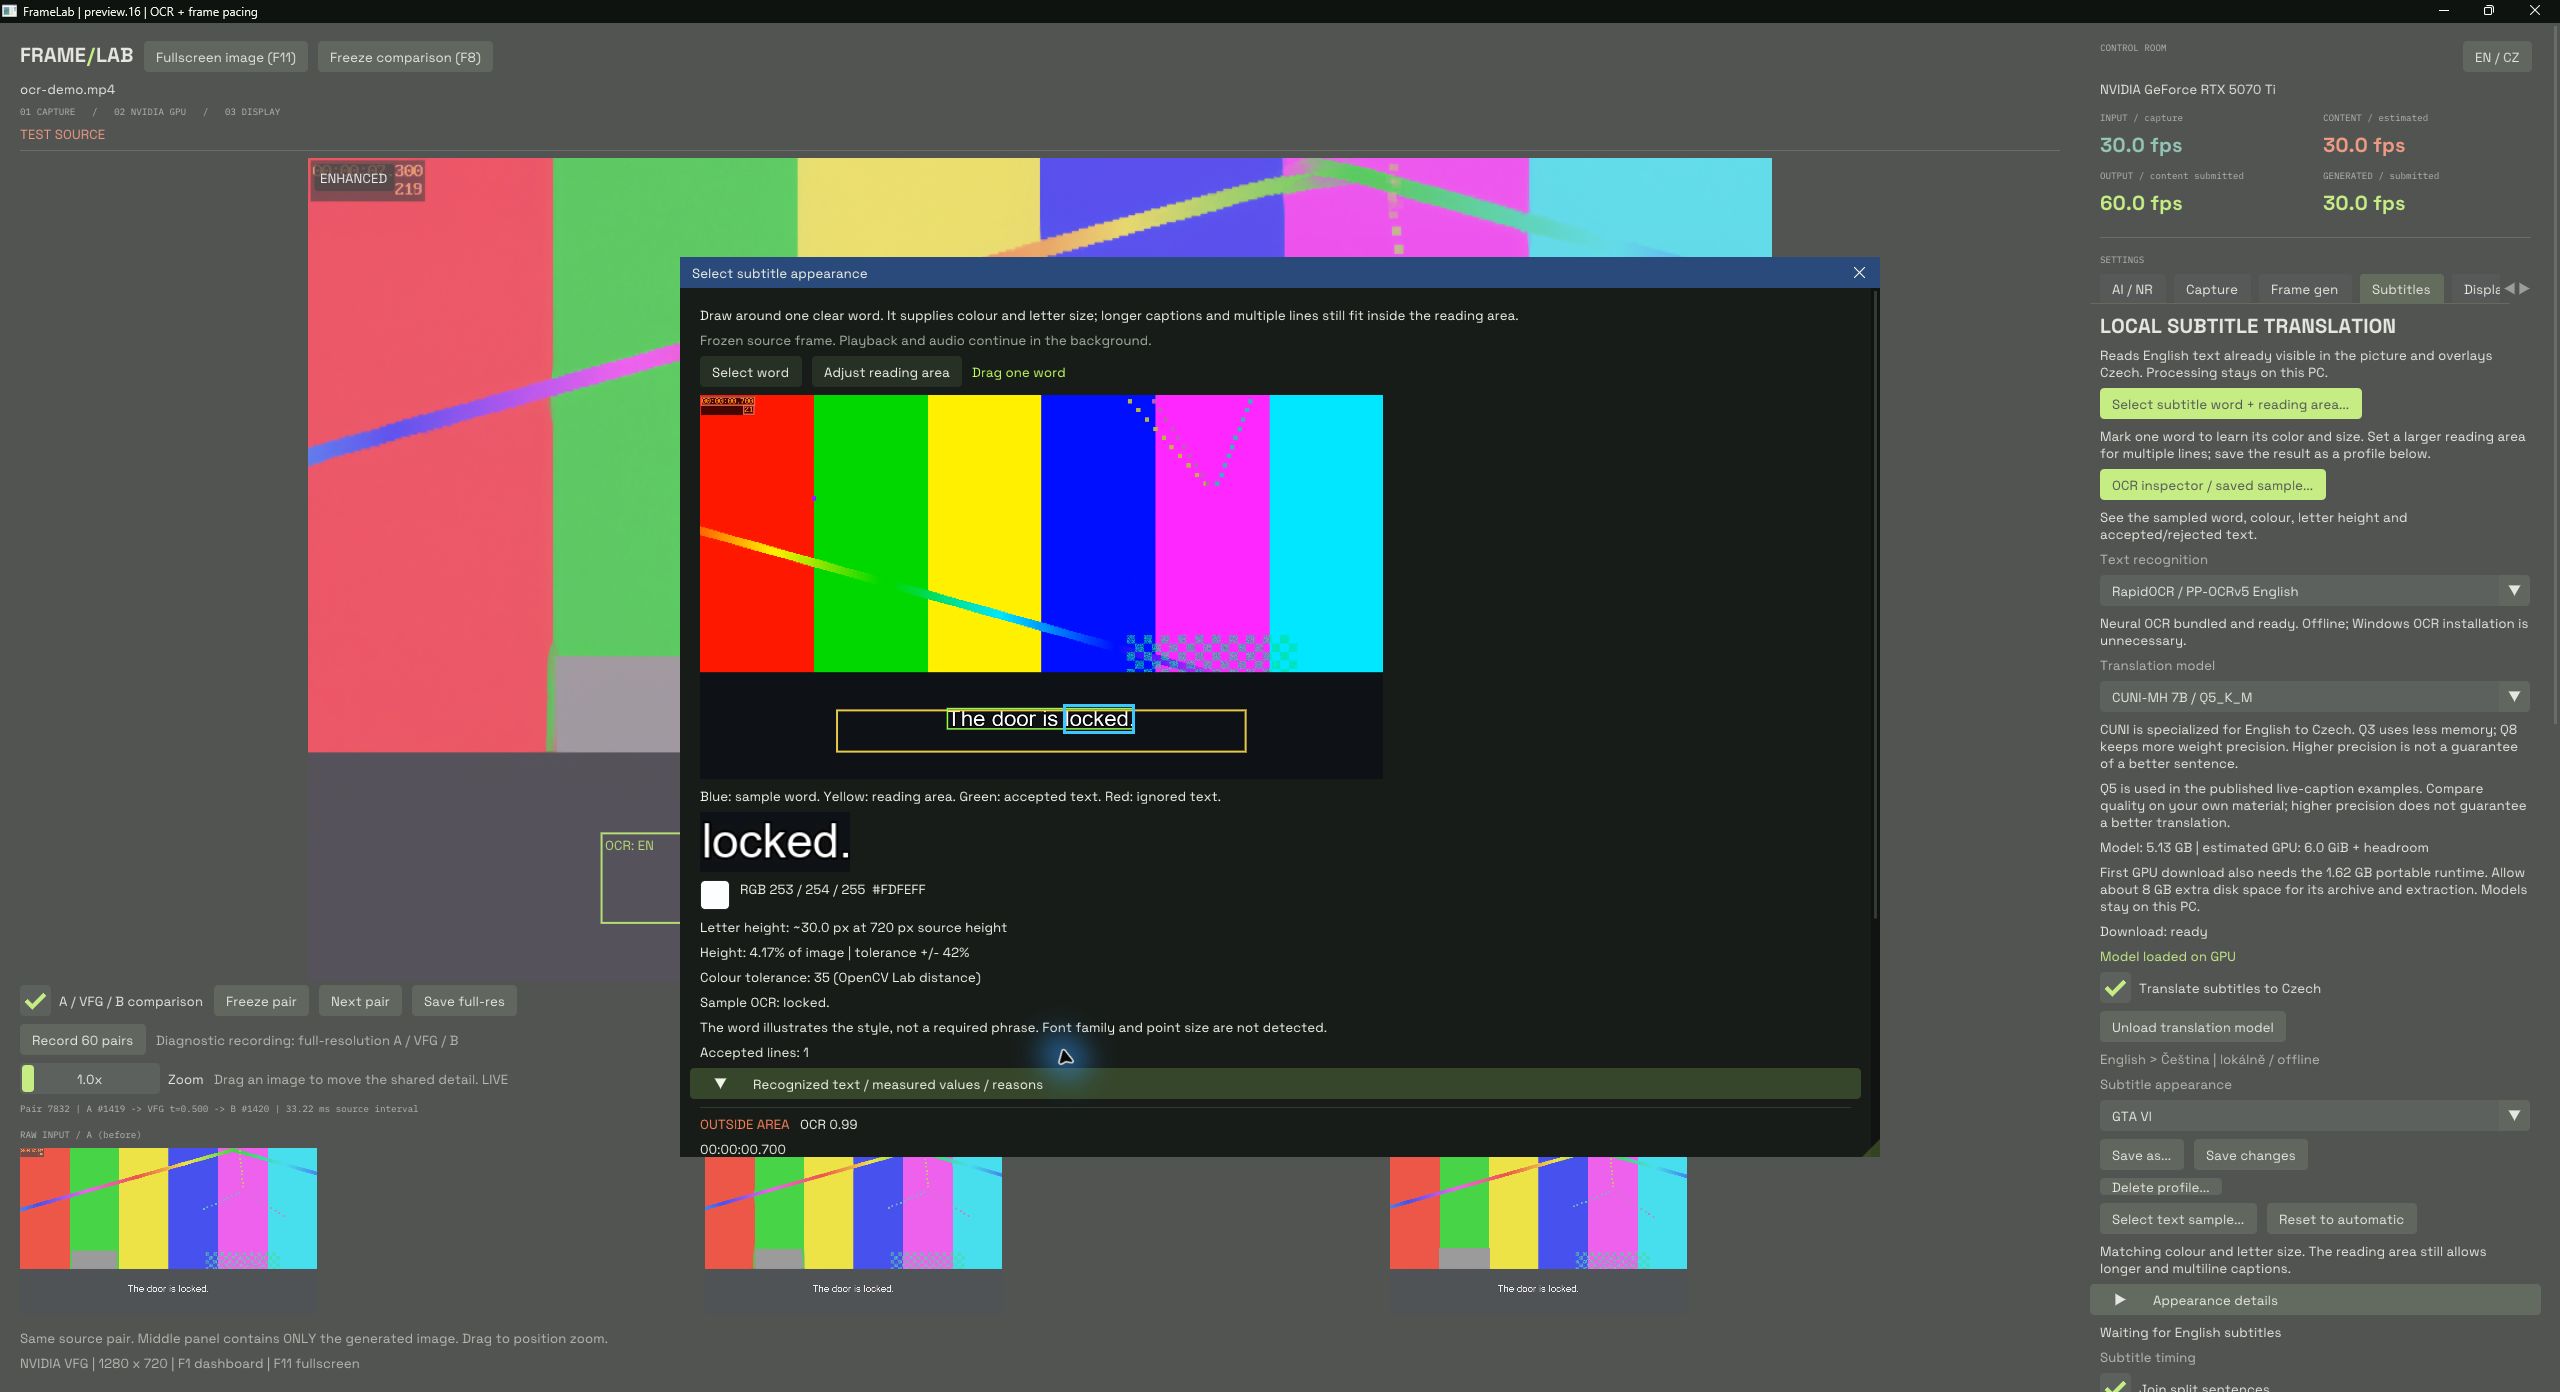 FrameLab | preview.16 | OCR + frame pacing
FRAME/LAB
Fullscreen image (F11)
Freeze comparison (F8)
ocr-demo.mp4
01 CAPTURE / 02 NVIDIA GPU / 03 DISPLAY
TEST SOURCE
300
219
ENHANCED
OCR: EN
Select subtitle appearance
Draw around one clear word. It supplies colour and letter size; longer captions and multiple lines still fit inside the reading area.
Frozen source frame. Playback and audio continue in the background.
Select word
Adjust reading area
Drag one word
00:00:00.700
21
The door is locked.
Blue: sample word. Yellow: reading area. Green: accepted text. Red: ignored text.
locked.
RGB 253 / 254 / 255 #FDFEFF
Letter height: ~30.0 px at 720 px source height
Height: 4.17% of image | tolerance +/- 42%
Colour tolerance: 35 (OpenCV Lab distance)
Sample OCR: locked.
The word illustrates the style, not a required phrase. Font family and point size are not detected.
Accepted lines: 1
Recognized text / measured values / reasons
OUTSIDE AREA OCR 0.99
00:00:00.700
A / VFG / B comparison
Freeze pair
Next pair
Save full-res
Record 60 pairs
Diagnostic recording: full-resolution A / VFG / B
1.0x
Zoom
Drag an image to move the shared detail. LIVE
Pair 7832 | A #1419 -> VFG t=0.500 -> B #1420 | 33.22 ms source interval
RAW INPUT / A (before)
The door is locked.
The door is locked.
The door is locked.
Same source pair. Middle panel contains ONLY the generated image. Drag to position zoom.
NVIDIA VFG | 1280 x 720 | F1 dashboard | F11 fullscreen
CONTROL ROOM
EN / CZ
NVIDIA GeForce RTX 5070 Ti
INPUT / capture
CONTENT / estimated
30.0 fps
30.0 fps
OUTPUT / content submitted
GENERATED / submitted
60.0 fps
30.0 fps
SETTINGS
AI / NR
Capture
Frame gen
Subtitles
Displa
LOCAL SUBTITLE TRANSLATION
Reads English text already visible in the picture and overlays
Czech. Processing stays on this PC.
Select subtitle word + reading area...
Mark one word to learn its color and size. Set a larger reading area
for multiple lines; save the result as a profile below.
OCR inspector / saved sample...
See the sampled word, colour, letter height and
accepted/rejected text.
Text recognition
RapidOCR / PP-OCRv5 English
Neural OCR bundled and ready. Offline; Windows OCR installation is
unnecessary.
Translation model
CUNI-MH 7B / Q5_K_M
CUNI is specialized for English to Czech. Q3 uses less memory; Q8
keeps more weight precision. Higher precision is not a guarantee
of a better sentence.
Q5 is used in the published live-caption examples. Compare
quality on your own material; higher precision does not guarantee
a better translation.
Model: 5.13 GB | estimated GPU: 6.0 GiB + headroom
First GPU download also needs the 1.62 GB portable runtime. Allow
about 8 GB extra disk space for its archive and extraction. Models
stay on this PC.
Download: ready
Model loaded on GPU
Translate subtitles to Czech
Unload translation model
English > Čeština | lokálně / offline
Subtitle appearance
GTA VI
Save as...
Save changes
Delete profile...
Select text sample...
Reset to automatic
Matching colour and letter size. The reading area still allows
longer and multiline captions.
Appearance details
Waiting for English subtitles
Subtitle timing
Join split sentences